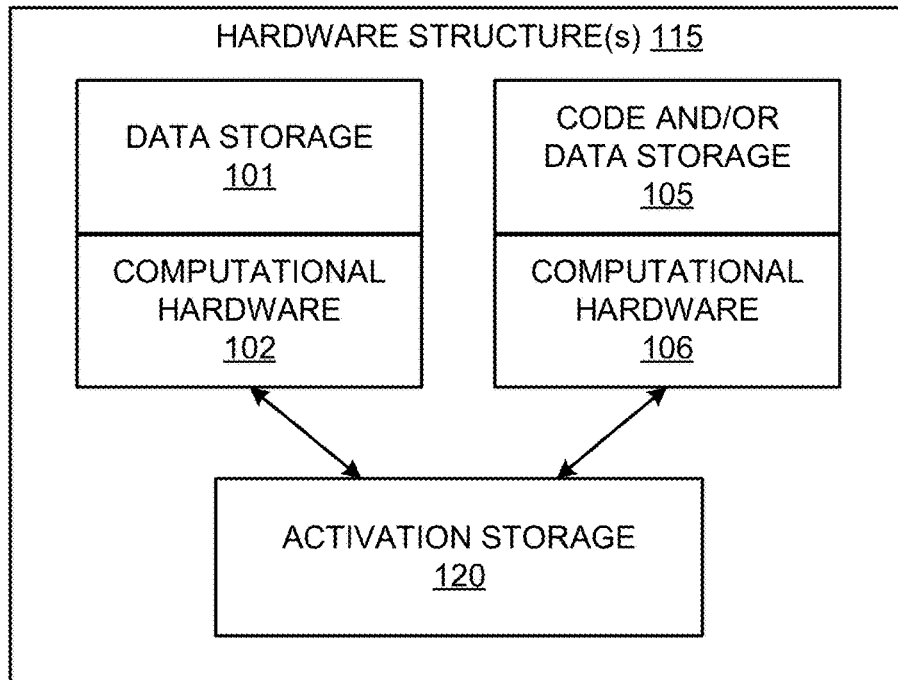 HARDWARE STRUCTURE(s) 115
DATA STORAGE
101
COMPUTATIONAL
HARDWARE
102
CODE AND/OR
DATA STORAGE
105
COMPUTATIONAL
HARDWARE
106
ACTIVATION STORAGE
120